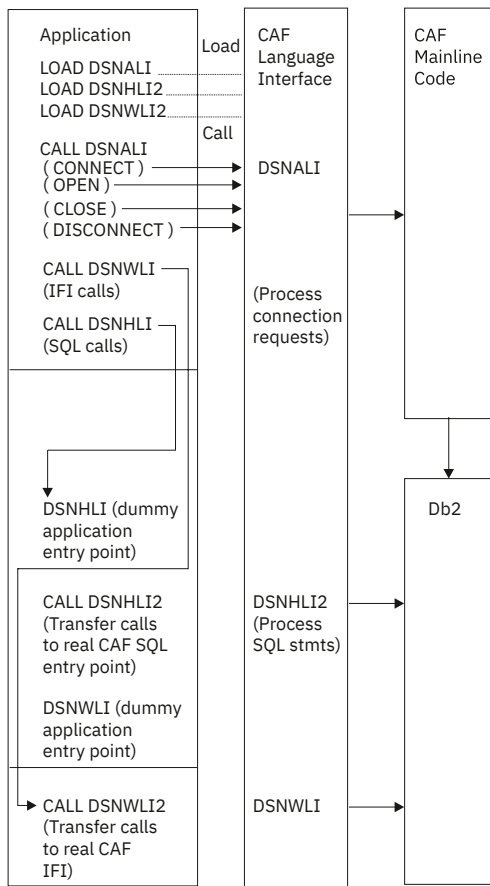 Application
LOAD DSNALI
LOAD DSNHLI2
LOAD DSNWLI2
CALL DSNALI
( CONNECT )
( OPEN )
( CLOSE )
( DISCONNECT )
CALL DSNWLI
(IFI calls)
CALL DSNHLI
(SQL calls)
DSNHLI (dummy
application
entry point)
CALL DSNHLI2
(Transfer calls
to real CAF SQL
entry point)
DSNWLI (dummy
application
entry point)
CALL DSNWLI2
(Transfer calls
to real CAF
IFI)
Load
Call
CAF
Language
Interface
DSNALI
(Process
connection
requests)
DSNHLI2
(Process
SQL stmts)
DSNWLI
CAF
Mainline
Code
Db2